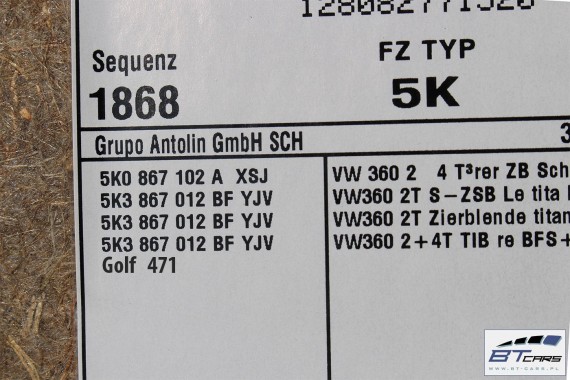 Sequenz
FZ TYP
1868
5K
Grupo Antolin GmbH SCH
3
5K0 867 102 A XSJ
VW 360 2 4 T³rer ZB Sch
5K3 867 012 BF YJV
VW360 2T S-ZSB Le tita
5K3 867 012 BF YJV
VW360 2T Zierblende titan
5K3 867 012 BF YJV
VW360 2+4T TIB re BFS+
Golf 471
BTCARS
WWW.BT-CARS.PL